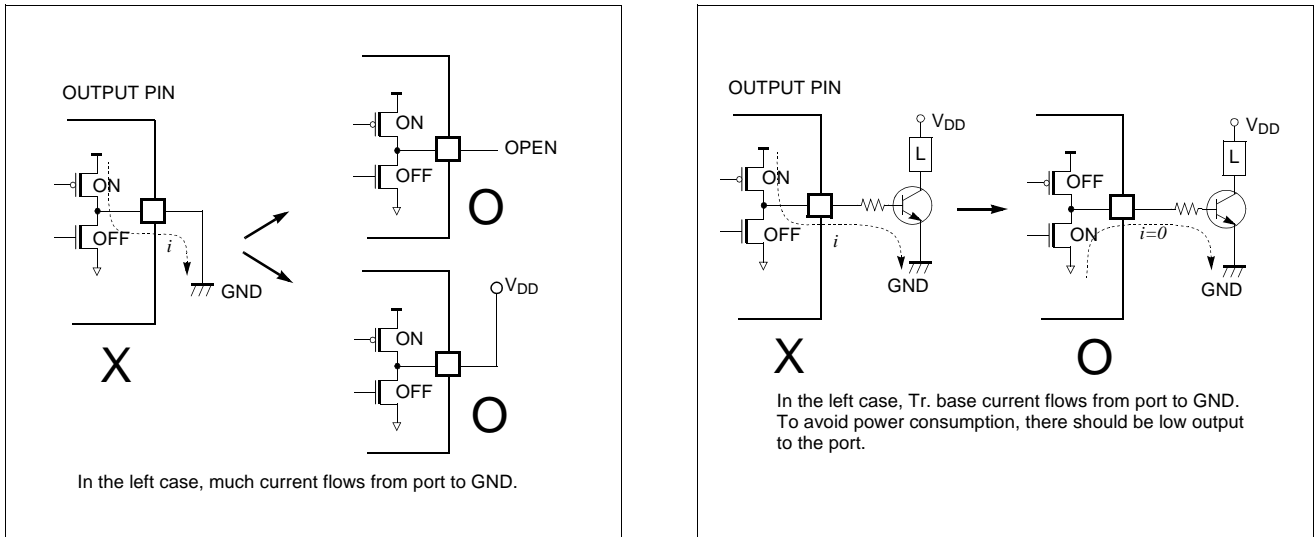 OUTPUT PIN
ON
OFF
i
GND
X
ON
OFF
OPEN
O
VDD
ON
OFF
O
In the left case, much current flows from port to GND.
OUTPUT PIN
VDD
L
ON
OFF
i
GND
X
VDD
L
OFF
ON
i=0
GND
O
In the left case, Tr. base current flows from port to GND.
To avoid power consumption, there should be low output
to the port.